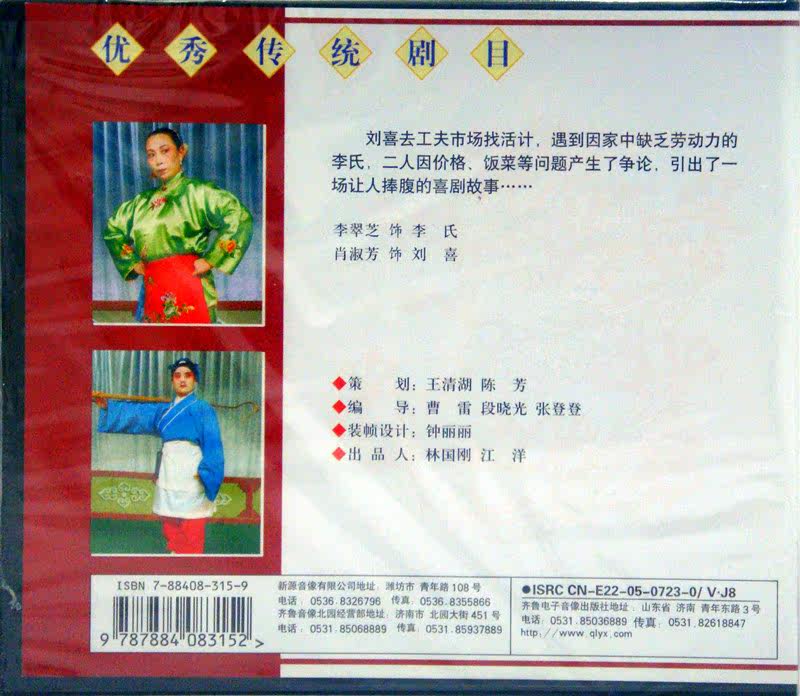 优秀传统剧目
刘喜去工夫市场找活计，遇到因家中缺乏劳动力的
李氏，二人因价格、饭菜等问题产生了争论，引出了一
场让人捧腹的喜剧故事……
李翠芝 饰 李 氏
肖淑芳 饰 刘 喜
◆策 划：王清湖 陈 芳
◆编 导：曹 雷 段晓光 张登登
◆装帧设计：钟丽丽
◆出 品 人：林国刚 江 洋
ISBN 7-88408-315-9
9 787884 083152 >
新源音像有限公司地址：潍坊市 青年路 108 号
电话：0536.8326796 传真：0536.8355866
齐鲁音像北园经营部地址：济南市 北园大街 451 号
电话：0531.85068889 传真：0531.85937889
●ISRC CN-E22-05-0723-0/ V·J8
齐鲁电子音像出版社地址：山东省 济南 青年东路 3 号
电话：0531.85036889 传真：0531.82618847
http://www.qlyx.com